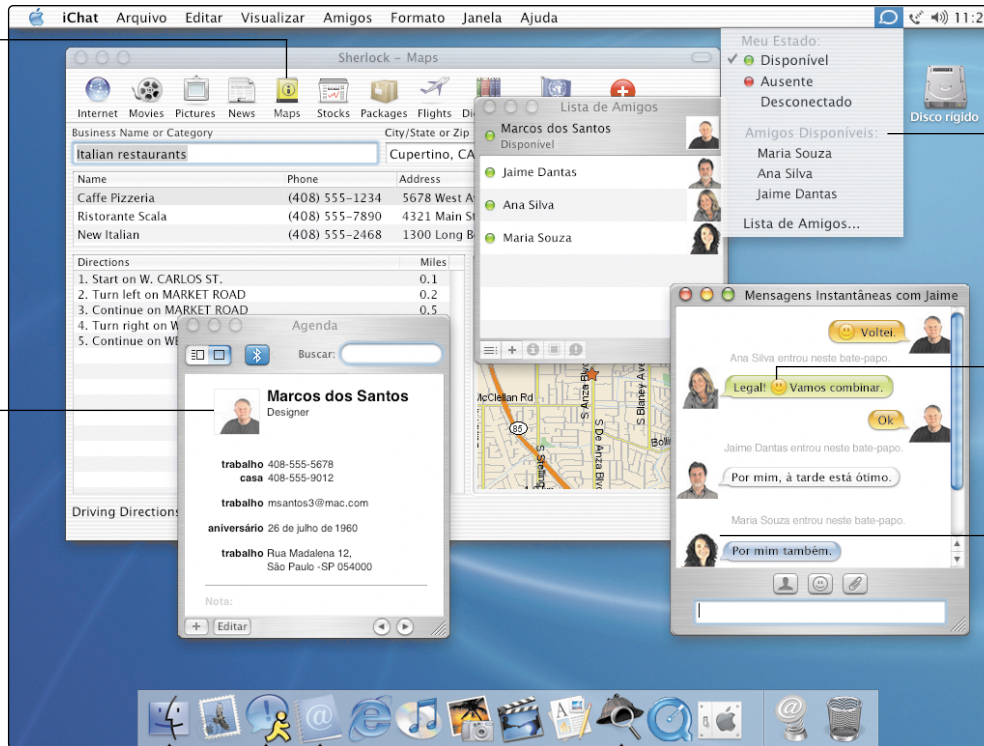 iChat Arquivo Editar Visualizar Amigos Formato Janela Ajuda
Meu Estado:
✓ Disponível
Ausente
Desconectado
Amigos Disponíveis:
Maria Souza
Ana Silva
Jaime Dantas
Lista de Amigos...
Disco rígido
Sherlock – Maps
Internet Movies Pictures News Maps Stocks Packages Flights
Business Name or Category City/State or Zip
Italian restaurants Cupertino, CA
Name Phone Address
Caffe Pizzeria (408) 555-1234 5678 West
Ristorante Scala (408) 555-7890 4321 Main
New Italian (408) 555-2468 1300 Long
Directions Miles
1. Start on W. CARLOS ST. 0.1
2. Turn left on MARKET ROAD 0.2
3. Continue on MARKET ROAD 0.5
4. Turn right on
5. Continue on
Driving Directions
McClellan Rd
85
S Stelling
S Anza Blv
S De Anza Blv
S Blaney Ave
Lista de Amigos
Marcos dos Santos
Disponível
Jaime Dantas
Ana Silva
Maria Souza
Agenda
Buscar:
Marcos dos Santos
Designer
trabalho 408-555-5678
casa 408-555-9012
trabalho msantos3@mac.com
aniversário 26 de julho de 1960
trabalho Rua Madalena 12,
São Paulo -SP 054000
Nota:
+ Editar
Mensagens Instantâneas com Jaime
Voltei.
Ana Silva entrou neste bate-papo.
Legal! Vamos combinar.
Ok
Jaime Dantas entrou neste bate-papo.
Por mim, à tarde está ótimo.
Maria Souza entrou neste bate-papo.
Por mim também.